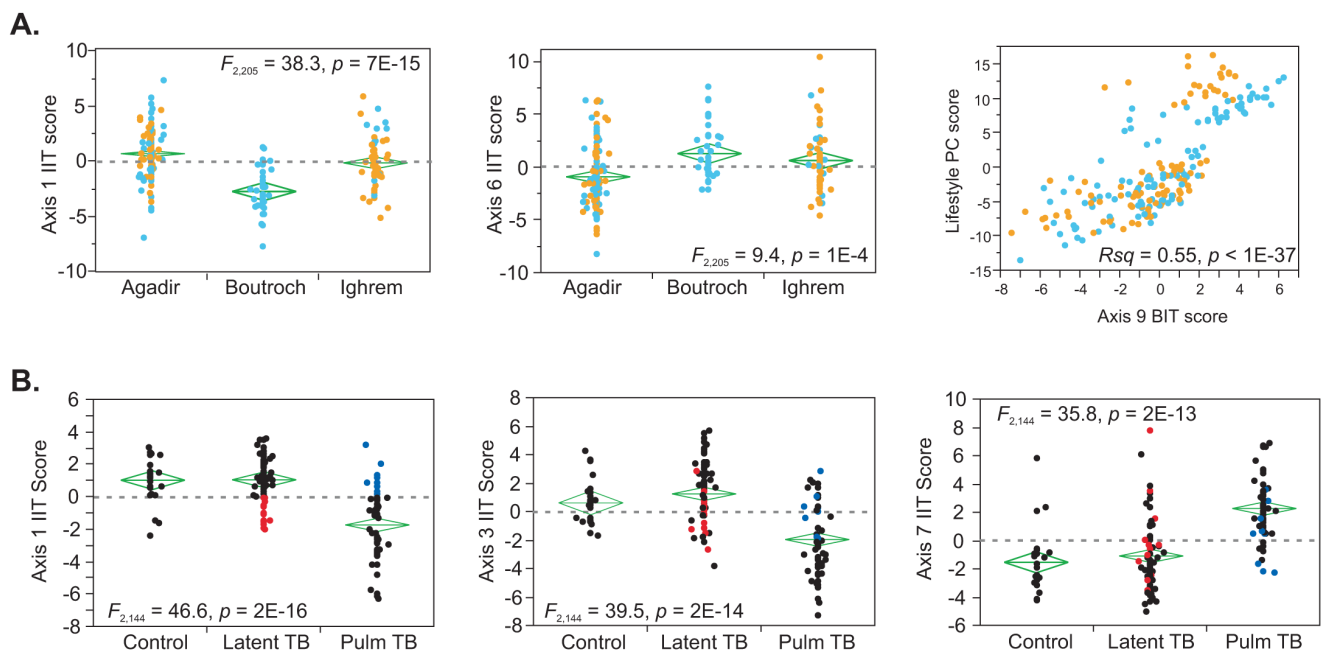 A.
Axis 1 IIT score
10
5
0
-5
-10
F2,205 = 38.3, p = 7E-15
Agadir Boutroch Ighrem
Axis 6 IIT score
10
5
0
-5
-10
F2,205 = 9.4, p = 1E-4
Agadir Boutroch Ighrem
Lifestyle PC score
15
10
5
0
-5
-10
-15
Rsq = 0.55, p < 1E-37
-8 -6 -4 -2 0 2 4 6
Axis 9 BIT score
B.
Axis 1 IIT Score
6
4
2
0
-2
-4
-6
-8
F2,144 = 46.6, p = 2E-16
Control Latent TB Pulm TB
Axis 3 IIT Score
8
6
4
2
0
-2
-4
-6
-8
F2,144 = 39.5, p = 2E-14
Control Latent TB Pulm TB
Axis 7 IIT Score
10
8
6
4
2
0
-2
-4
-6
F2,144 = 35.8, p = 2E-13
Control Latent TB Pulm TB